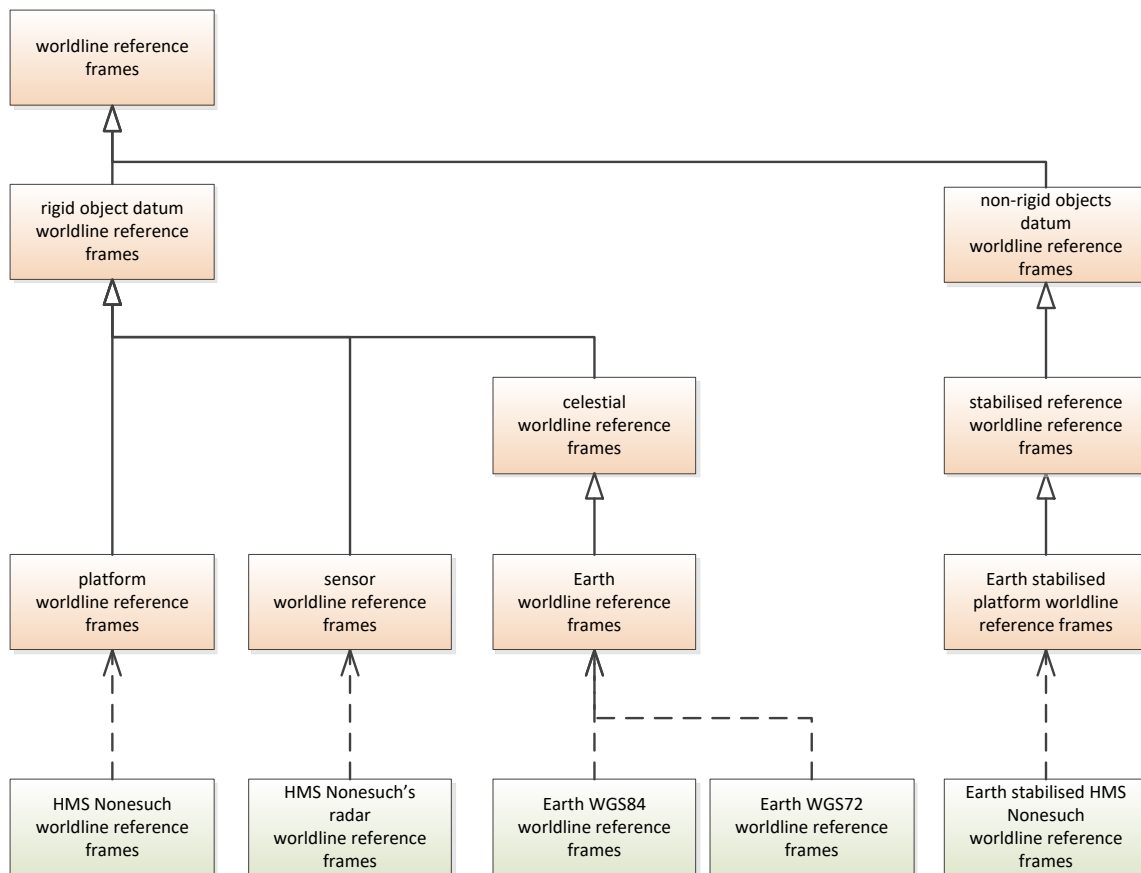 worldline reference
frames
rigid object datum
worldline reference
frames
non-rigid objects
datum
worldline reference
frames
celestial
worldline reference
frames
stabilised reference
worldline reference
frames
platform
worldline reference
frames
sensor
worldline reference
frames
Earth
worldline reference
frames
Earth stabilised
platform worldline
reference frames
HMS Nonesuch
worldline reference
frames
HMS Nonesuch’s
radar
worldline reference
frames
Earth WGS84
worldline reference
frames
Earth WGS72
worldline reference
frames
Earth stabilised HMS
Nonesuch
worldline reference
frames